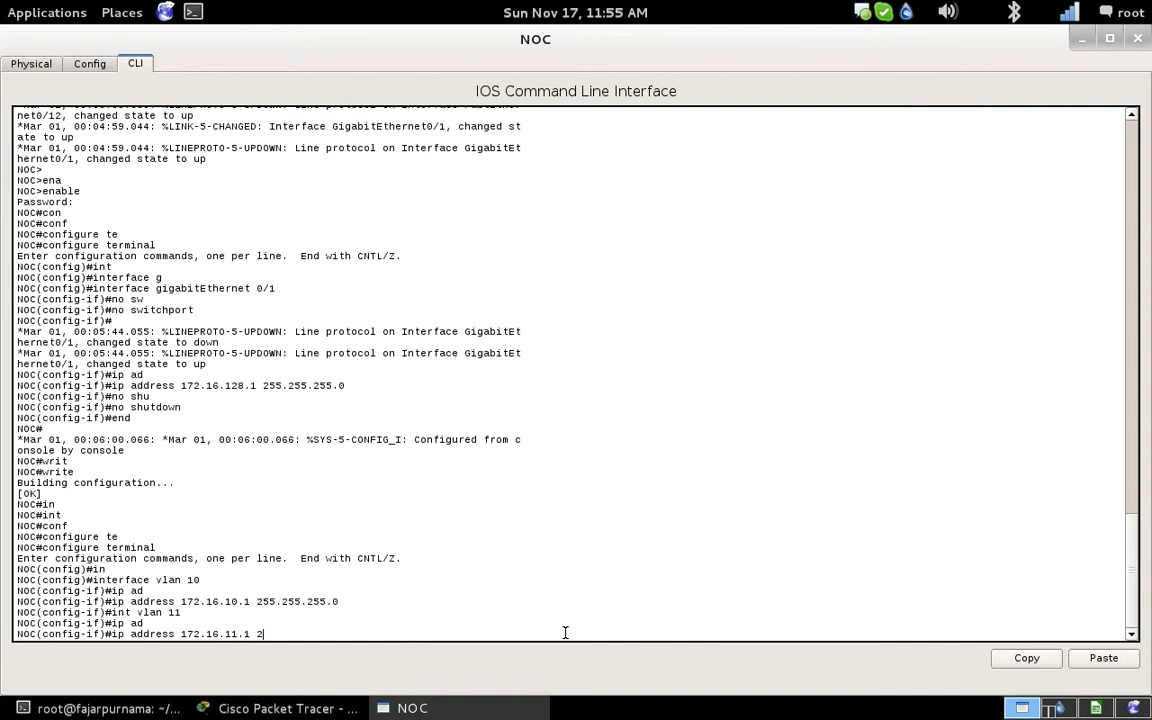 Applications Places Sun Nov 17, 11:55 AM root
NOC
Physical Config CLI
IOS Command Line Interface
net0/12, changed state to up
*Mar 01, 00:04:59.044: %LINK-5-CHANGED: Interface GigabitEthernet0/1, changed st
ate to up
*Mar 01, 00:04:59.044: %LINEPROTO-5-UPDOWN: Line protocol on Interface GigabitEt
hernet0/1, changed state to up
NOC>
NOC>ena
NOC>enable
Password:
NOC#con
NOC#conf
NOC#configure te
NOC#configure terminal
Enter configuration commands, one per line.  End with CNTL/Z.
NOC(config)#int
NOC(config)#interface g
NOC(config)#interface gigabitEthernet 0/1
NOC(config-if)#no sw
NOC(config-if)#no switchport
NOC(config-if)#
*Mar 01, 00:05:44.055: %LINEPROTO-5-UPDOWN: Line protocol on Interface GigabitEt
hernet0/1, changed state to down
*Mar 01, 00:05:44.055: %LINEPROTO-5-UPDOWN: Line protocol on Interface GigabitEt
hernet0/1, changed state to up
NOC(config-if)#ip ad
NOC(config-if)#ip address 172.16.128.1 255.255.255.0
NOC(config-if)#no shu
NOC(config-if)#no shutdown
NOC(config-if)#end
NOC#
*Mar 01, 00:06:00.066: *Mar 01, 00:06:00.066: %SYS-5-CONFIG_I: Configured from c
onsole by console
NOC#writ
NOC#write
Building configuration...
[OK]
NOC#in
NOC#int
NOC#conf
NOC#configure te
NOC#configure terminal
Enter configuration commands, one per line.  End with CNTL/Z.
NOC(config)#in
NOC(config)#interface vlan 10
NOC(config-if)#ip ad
NOC(config-if)#ip address 172.16.10.1 255.255.255.0
NOC(config-if)#int vlan 11
NOC(config-if)#ip ad
NOC(config-if)#ip address 172.16.11.1 2
Copy Paste
root@fajarpurnama: ~/... Cisco Packet Tracer - ... NOC